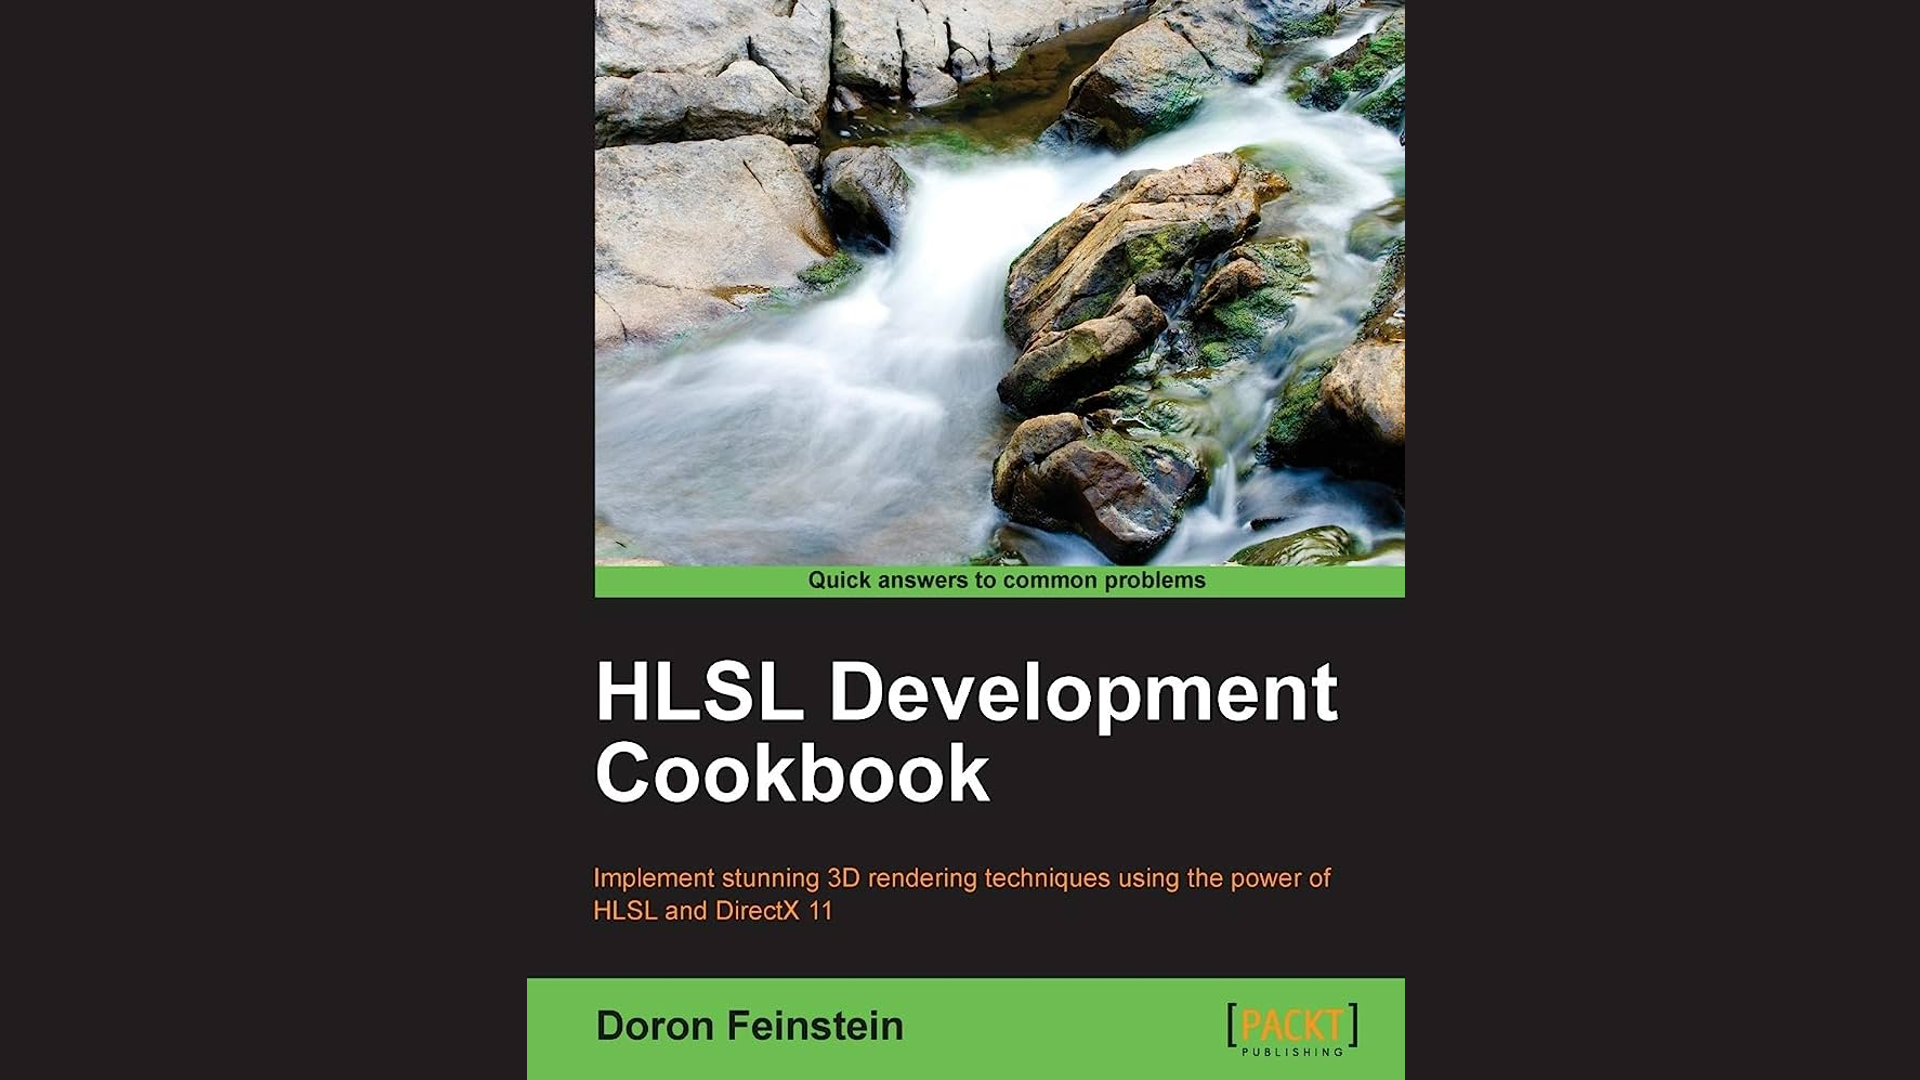 Quick answers to common problems
HLSL Development
Cookbook
Implement stunning 3D rendering techniques using the power of
HLSL and DirectX 11
Doron Feinstein
[PACKT]
PUBLISHING